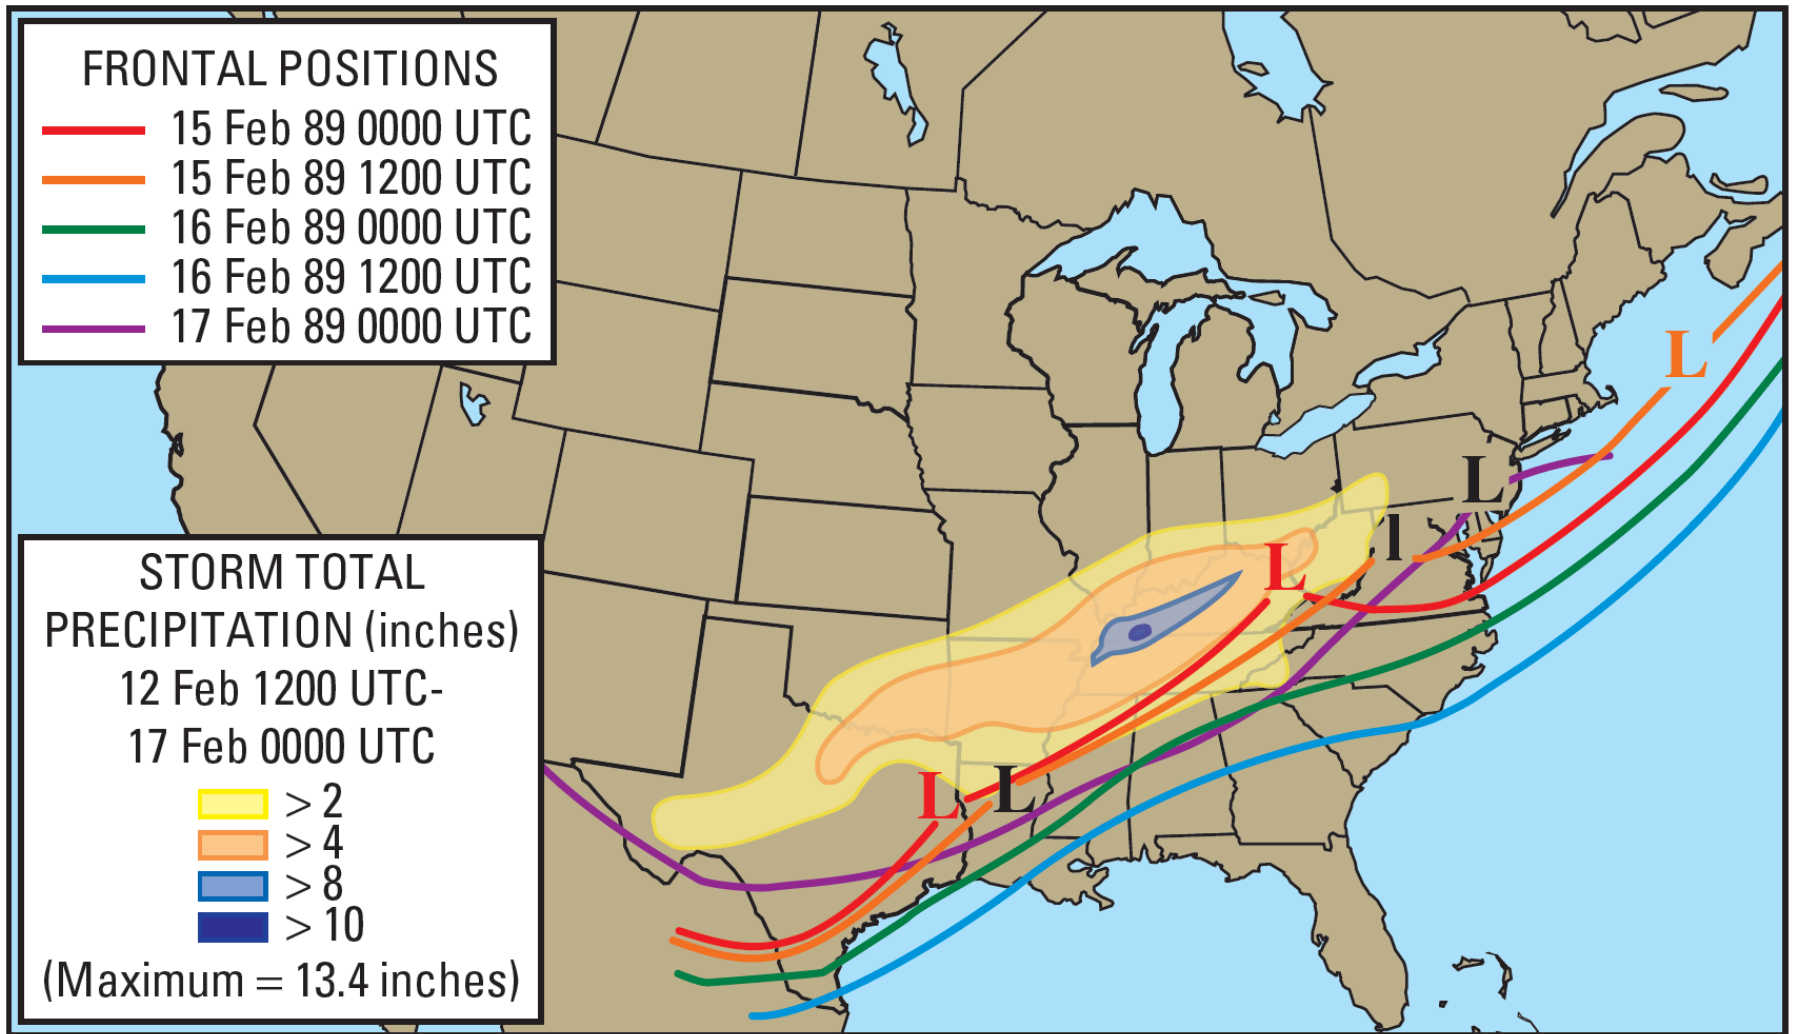 FRONTAL POSITIONS
15 Feb 89 0000 UTC
15 Feb 89 1200 UTC
16 Feb 89 0000 UTC
16 Feb 89 1200 UTC
17 Feb 89 0000 UTC
L
L
l
L
L
L
STORM TOTAL
PRECIPITATION (inches)
12 Feb 1200 UTC-
17 Feb 0000 UTC
> 2
> 4
> 8
> 10
(Maximum = 13.4 inches)